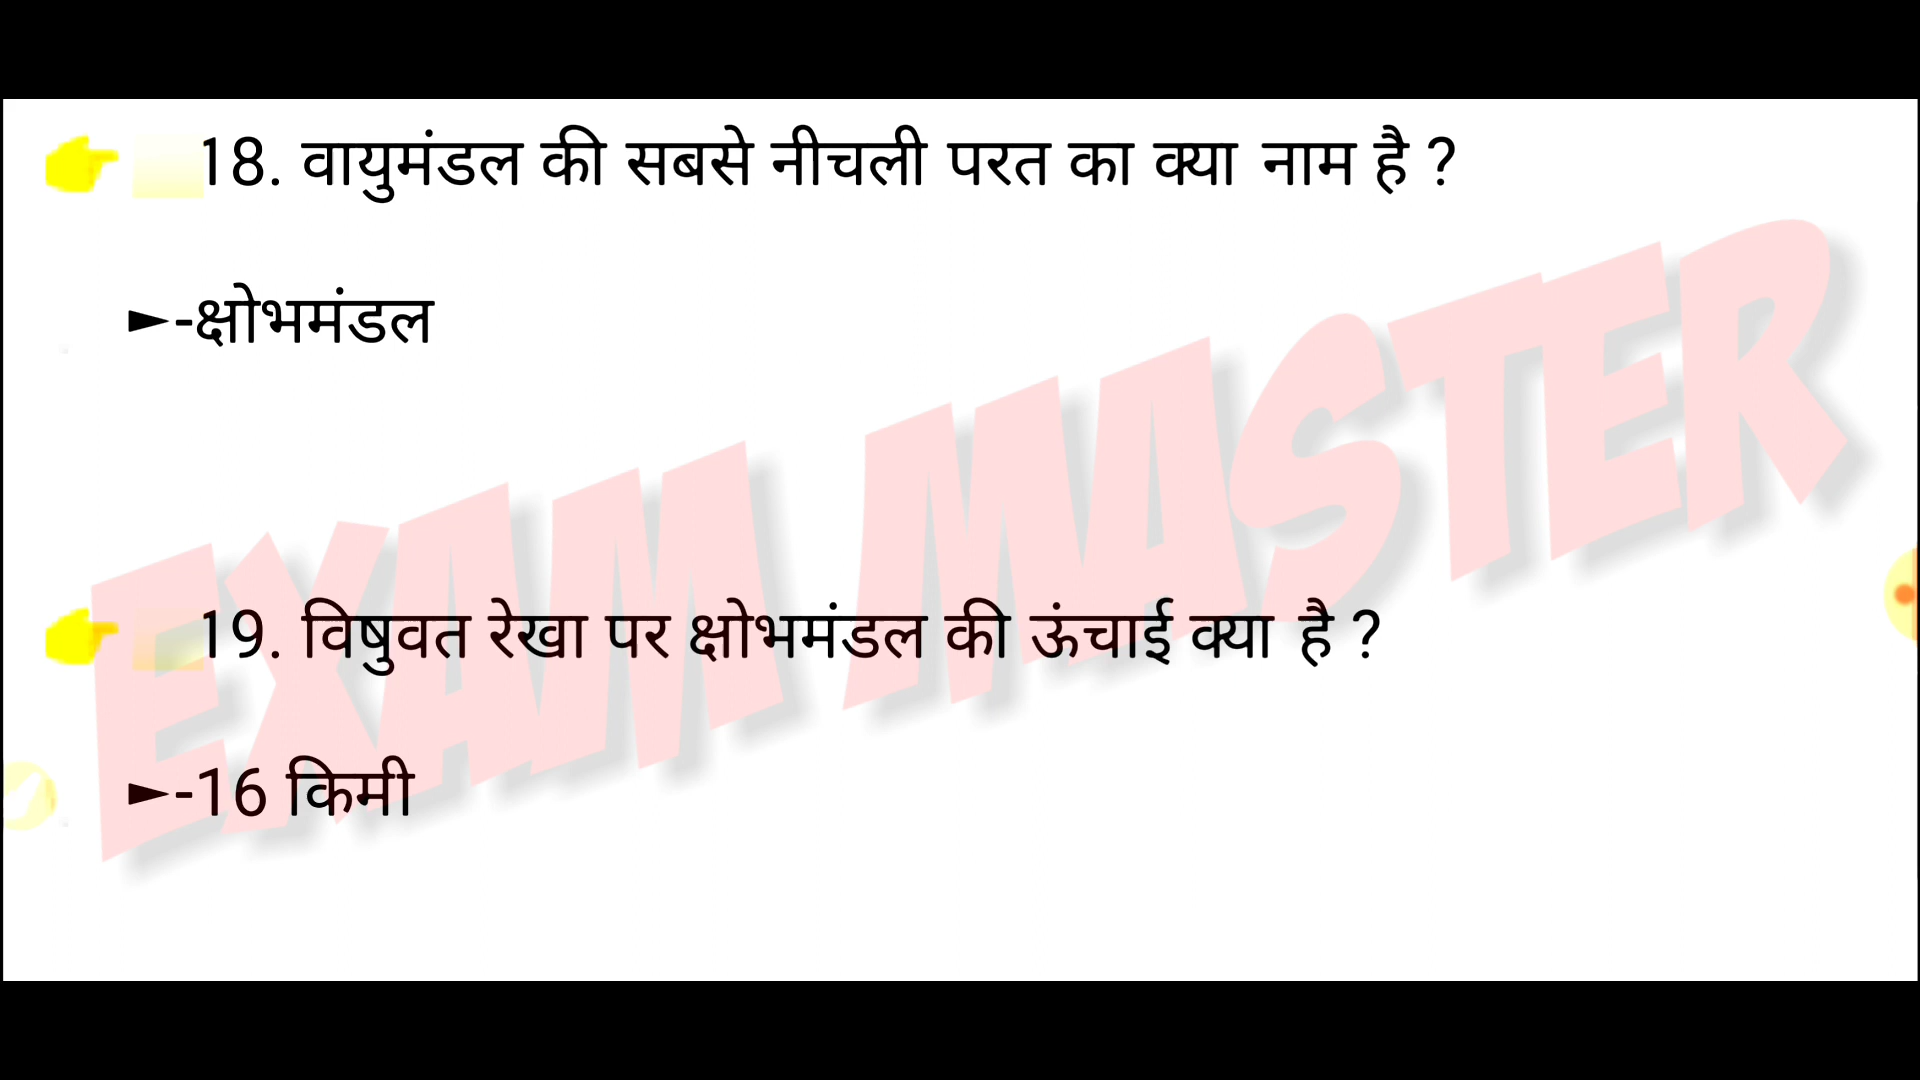 👉 18. वायुमंडल की सबसे नीचली परत का क्या नाम है ?
►-क्षोभमंडल
EXAM MASTER
👉 19. विषुवत रेखा पर क्षोभमंडल की ऊंचाई क्या है ?
►-16 किमी